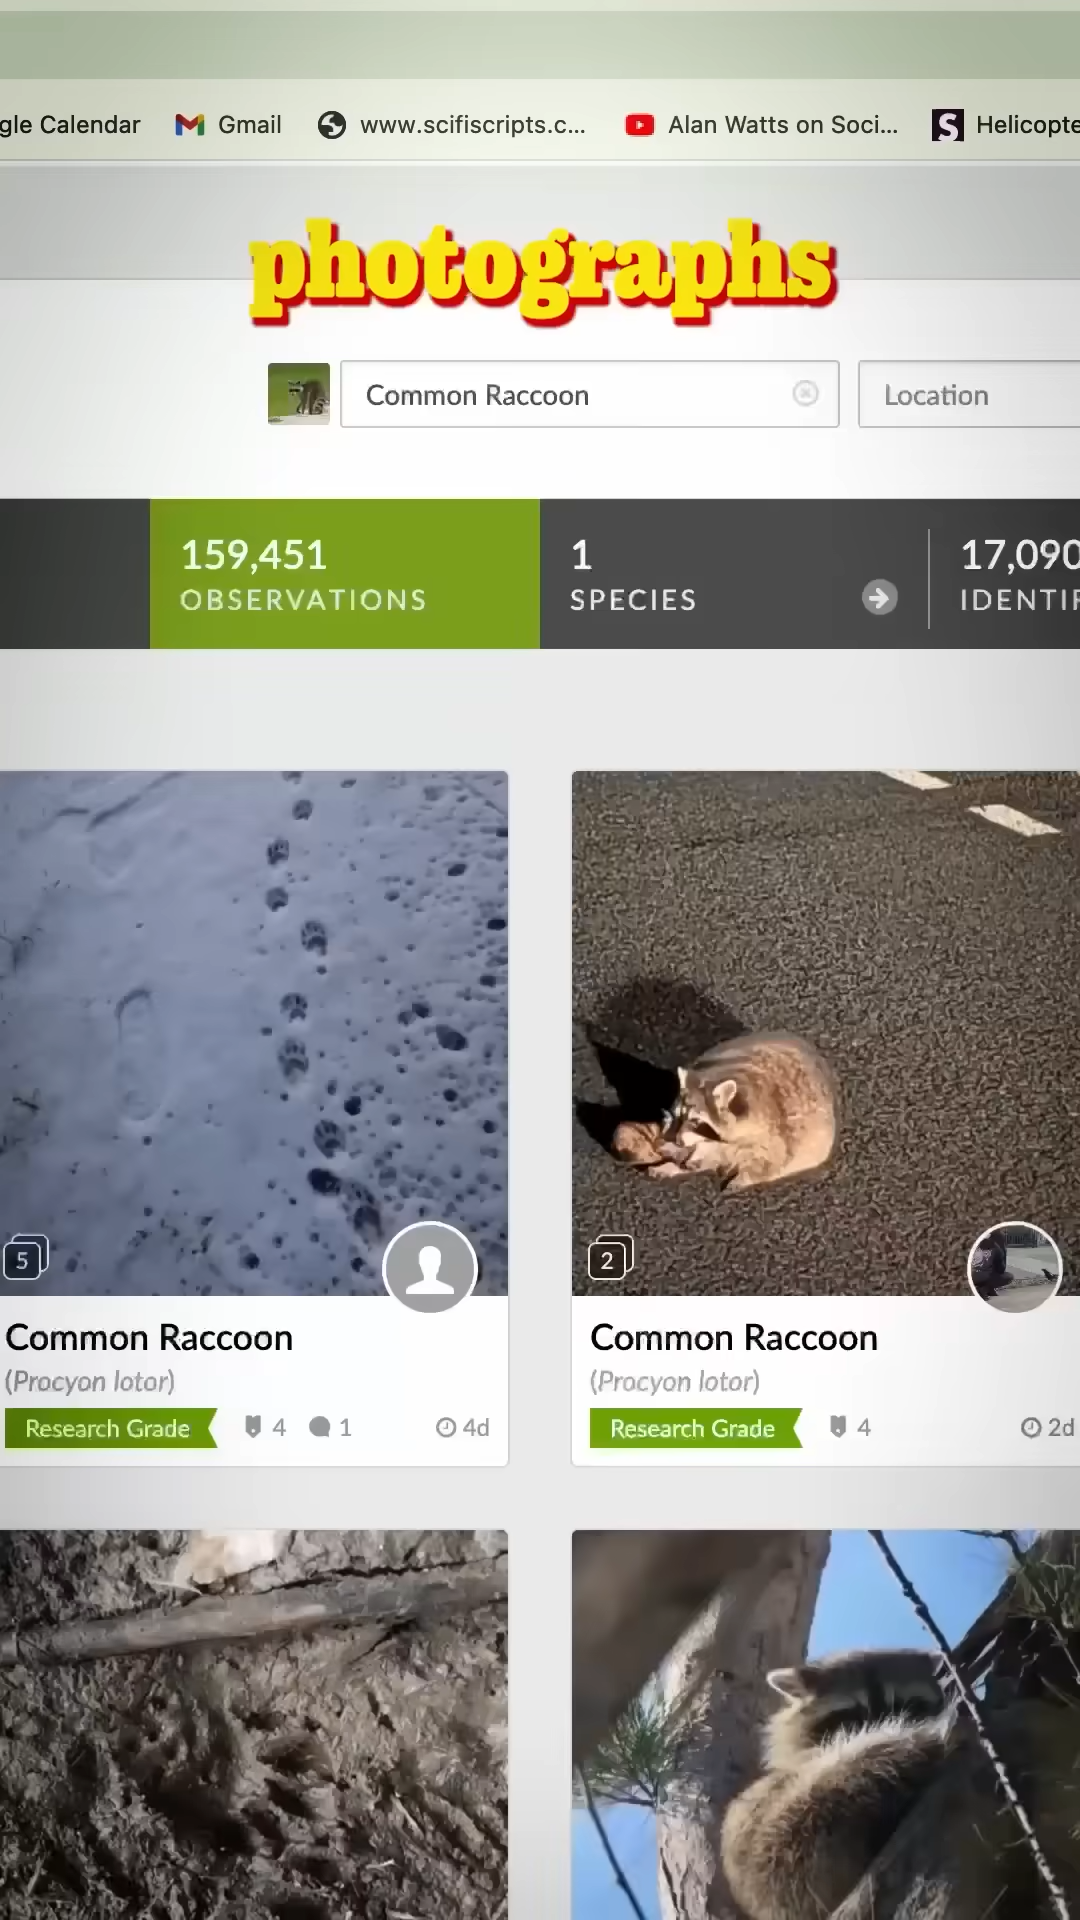 gle Calendar Gmail www.scifiscripts.c... Alan Watts on Soci... Helicopte
photographs
Common Raccoon Location
159,451 1 17,090
OBSERVATIONS SPECIES IDENTIF
5 2
Common Raccoon Common Raccoon
(Procyon lotor) (Procyon lotor)
Research Grade 4 1 4d Research Grade 4 2d